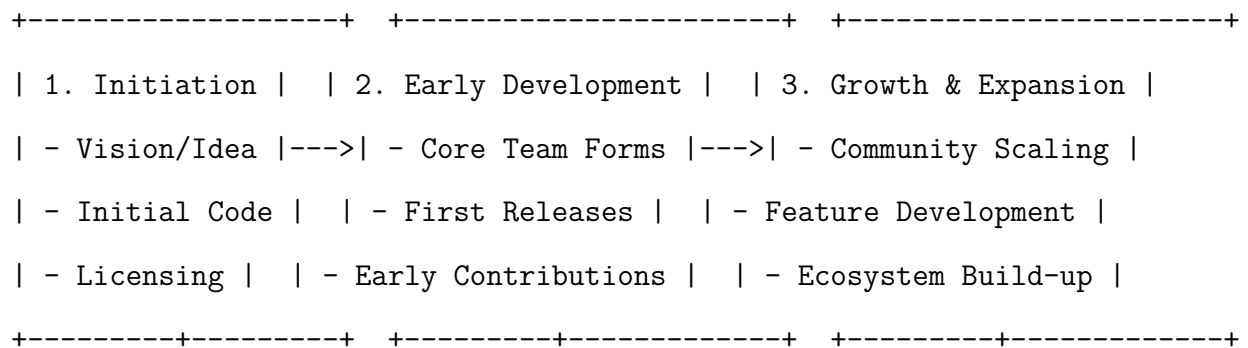 +-------------------+ +-----------------------+ +-----------------------+
| 1. Initiation | | 2. Early Development | | 3. Growth & Expansion |
| - Vision/Idea |--->| - Core Team Forms |--->| - Community Scaling |
| - Initial Code | | - First Releases | | - Feature Development |
| - Licensing | | - Early Contributions | | - Ecosystem Build-up |
+---------+---------+ +---------+-------------+ +---------+-------------+